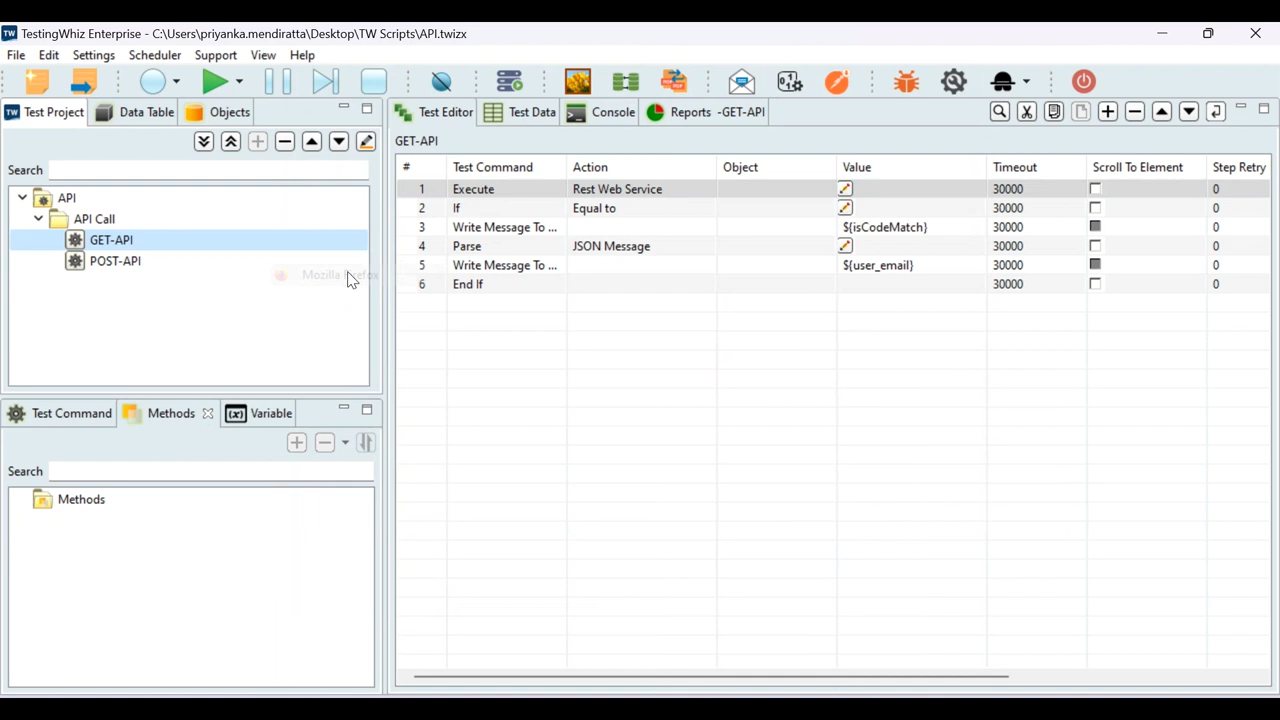 TW TestingWhiz Enterprise - C:\Users\priyanka.mendiratta\Desktop\TW Scripts\API.twizx
File Edit Settings Scheduler Support View Help
TW Test Project Data Table Objects
Test Editor Test Data Console Reports -GET-API
GET-API
Search
API
API Call
GET-API
POST-API
Mozilla Firefox
# Test Command Action Object Value Timeout Scroll To Element Step Retry
1 Execute Rest Web Service 30000 0
2 If Equal to 30000 0
3 Write Message To ... ${isCodeMatch} 30000 0
4 Parse JSON Message 30000 0
5 Write Message To ... ${user_email} 30000 0
6 End If 30000 0
Test Command Methods (x) Variable
Search
Methods